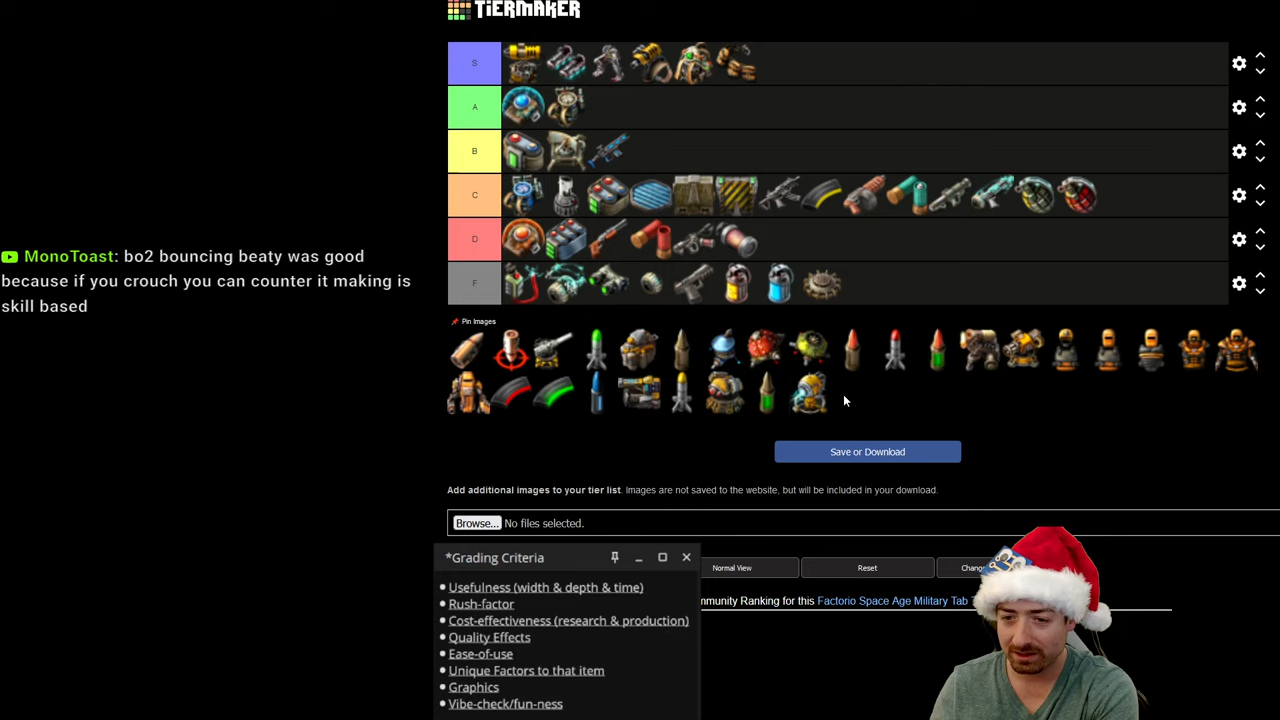 TiERMAKER
S
A
B
MonoToast: bo2 bouncing beaty was good
because if you crouch you can counter it making is
skill based
C
D
F
Pin Images
Save or Download
Add additional images to your tier list. Images are not saved to the website, but will be included in your download.
Browse... No files selected.
*Grading Criteria
Usefulness (width & depth & time)
Rush-factor
Cost-effectiveness (research & production)
Quality Effects
Ease-of-use
Unique Factors to that item
Graphics
Vibe-check/fun-ness
Normal View
Reset
Ranking for this Factorio Space Age Military Tab